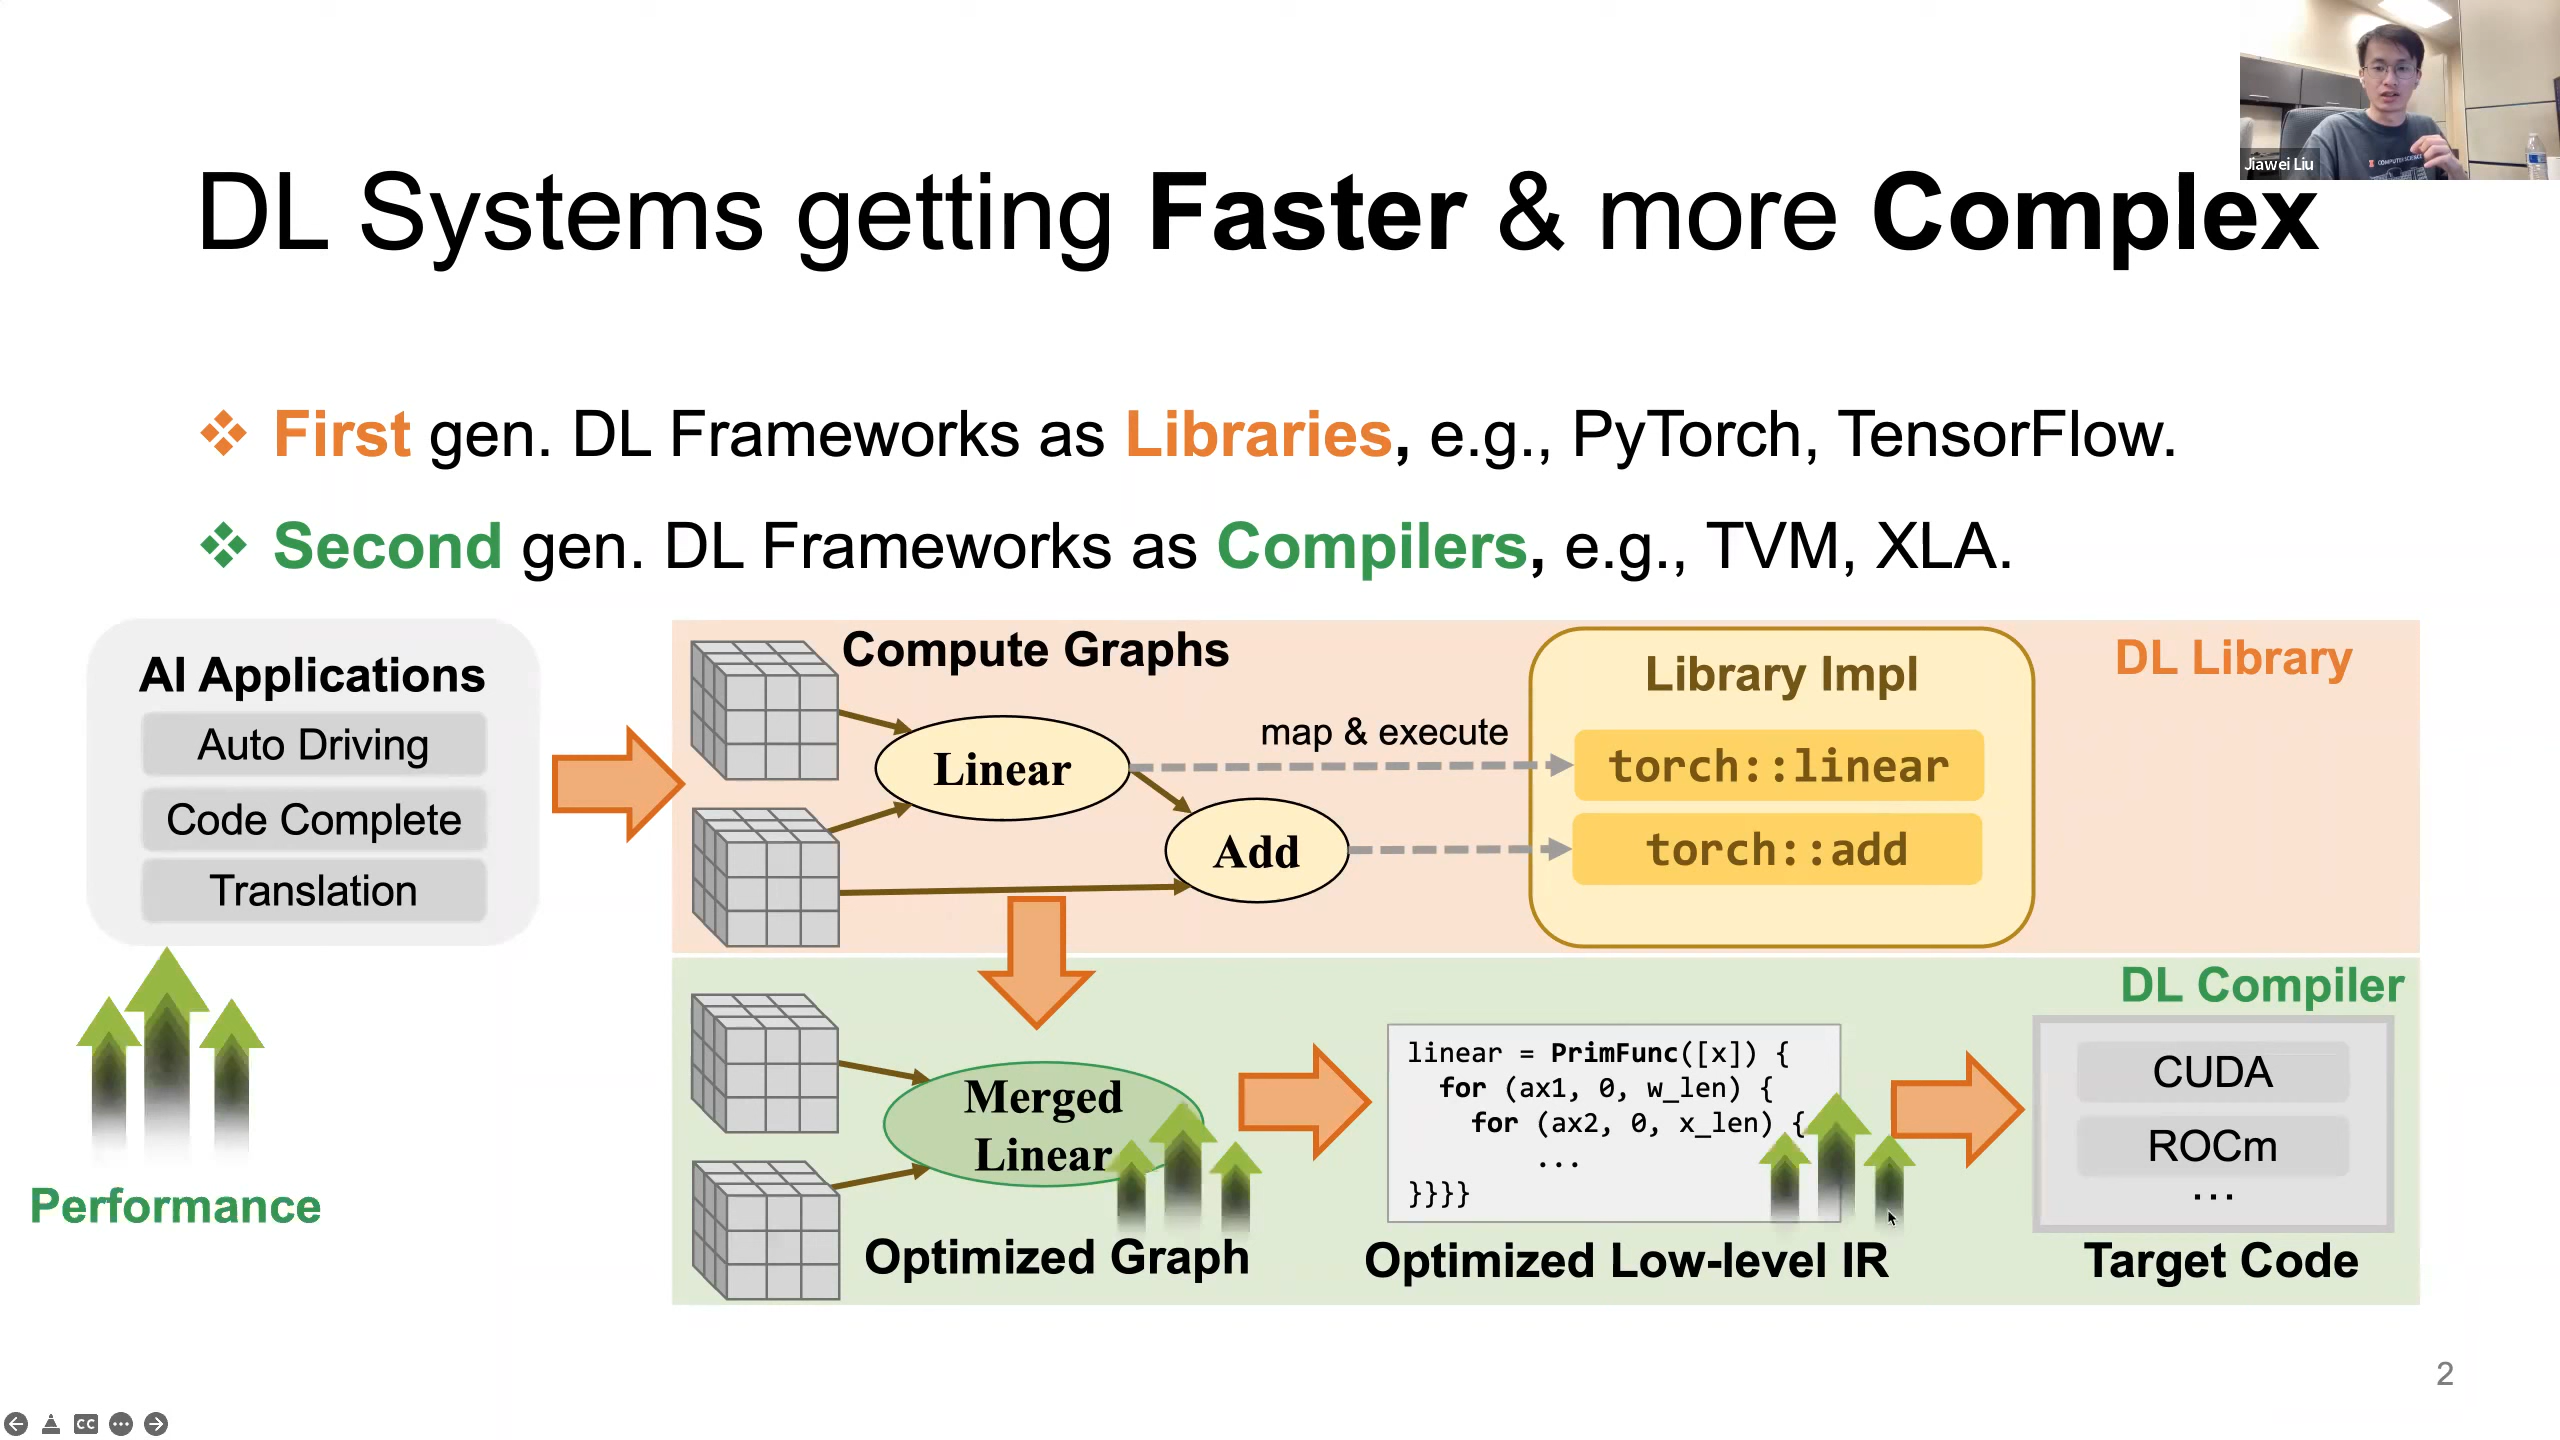 Jiawei Liu
DL Systems getting Faster & more Complex
❖ First gen. DL Frameworks as Libraries, e.g., PyTorch, TensorFlow.
❖ Second gen. DL Frameworks as Compilers, e.g., TVM, XLA.
AI Applications
Auto Driving
Code Complete
Translation
Performance
Compute Graphs
Linear
Add
map & execute
Library Impl
torch::linear
torch::add
DL Library
DL Compiler
Merged
Linear
Optimized Graph
linear = PrimFunc([x]) {
for (ax1, 0, w_len) {
for (ax2, 0, x_len) {
...
}}}}
Optimized Low-level IR
CUDA
ROCm
...
Target Code
2
CC